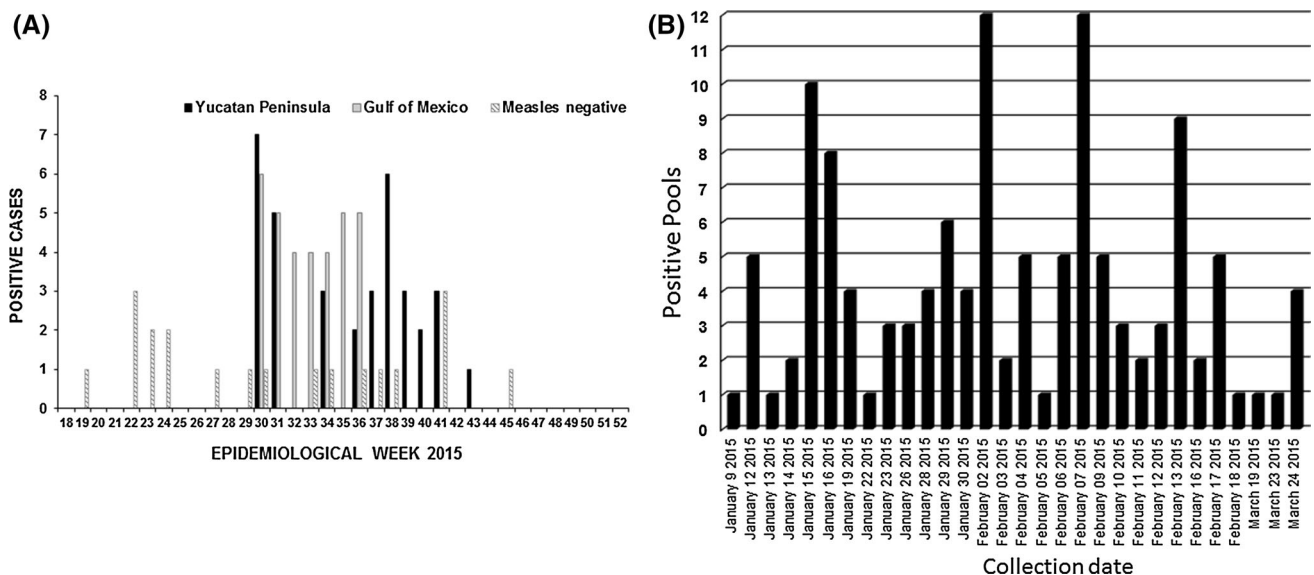 (A)
8
7
6
5
4
3
2
1
0
POSITIVE CASES
Yucatan Peninsula Gulf of Mexico Measles negative
18 19 20 21 22 23 24 25 26 27 28 29 30 31 32 33 34 35 36 37 38 39 40 41 42 43 44 45 46 47 48 49 50 51 52
EPIDEMIOLOGICAL WEEK 2015
(B)
12
11
10
9
8
7
6
5
4
3
2
1
0
Positive Pools
January 9 2015
January 12 2015
January 13 2015
January 14 2015
January 15 2015
January 16 2015
January 19 2015
January 22 2015
January 23 2015
January 26 2015
January 28 2015
January 29 2015
January 30 2015
February 02 2015
February 03 2015
February 04 2015
February 05 2015
February 06 2015
February 07 2015
February 09 2015
February 10 2015
February 11 2015
February 12 2015
February 13 2015
February 16 2015
February 17 2015
February 18 2015
March 19 2015
March 23 2015
March 24 2015
Collection date